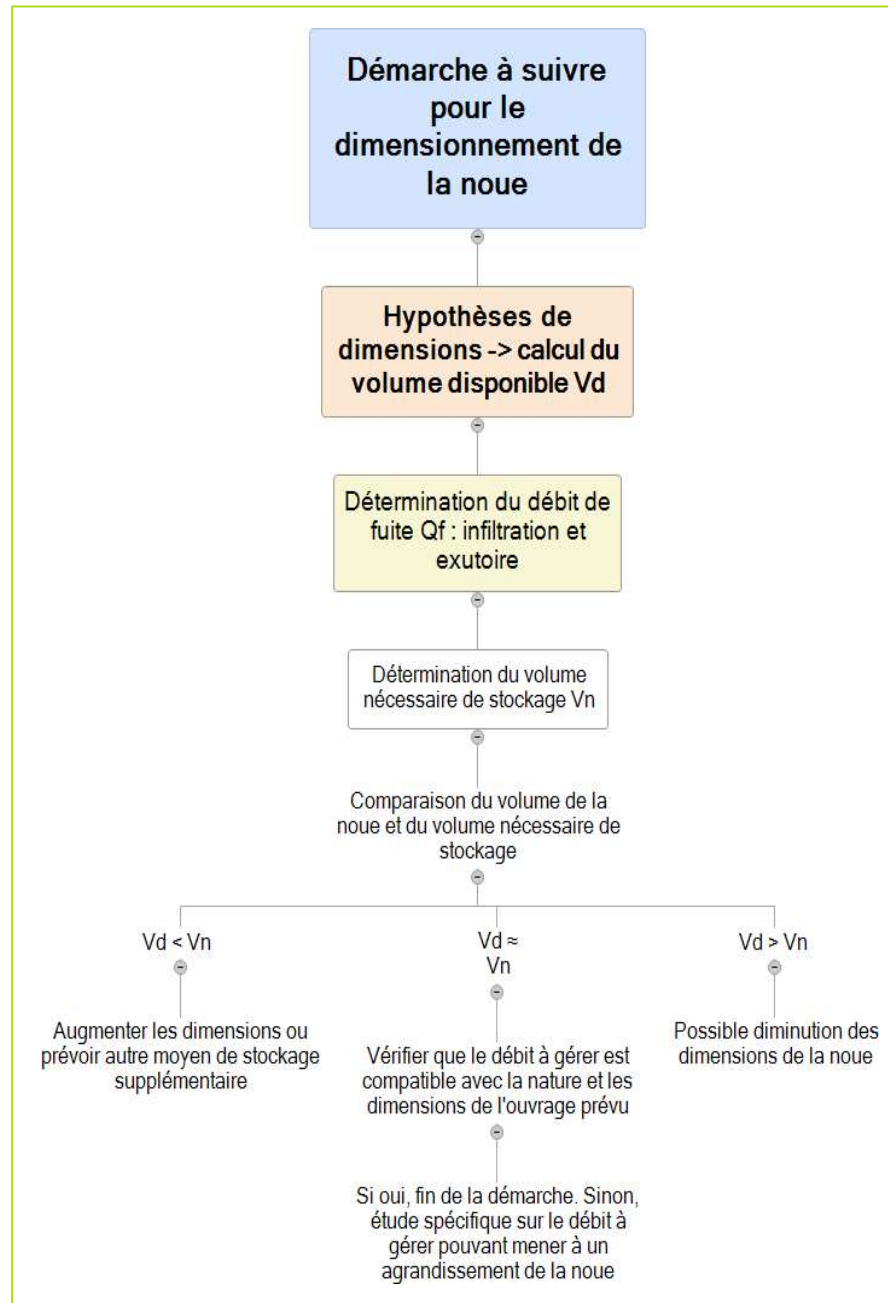 Démarche à suivre
pour le
dimensionnement de
la noue
Hypothèses de
dimensions -> calcul du
volume disponible Vd
Détermination du débit de
fuite Qf : infiltration et
exutoire
Détermination du volume
nécessaire de stockage Vn
Comparaison du volume de la
noue et du volume nécessaire de
stockage
Vd < Vn
Augmenter les dimensions ou
prévoir autre moyen de stockage
supplémentaire
Vd ≈
Vn
Vérifier que le débit à gérer est
compatible avec la nature et les
dimensions de l'ouvrage prévu
Si oui, fin de la démarche. Sinon,
étude spécifique sur le débit à
gérer pouvant mener à un
agrandissement de la noue
Vd > Vn
Possible diminution des
dimensions de la noue